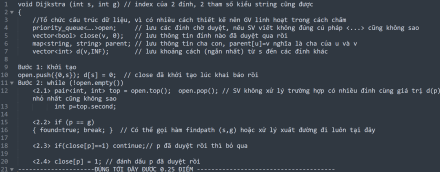 void Dijkstra (int s, int g) // index của 2 đỉnh, 2 tham số kiểu string cũng được
{
//Tổ chức cấu trúc dữ liệu, vì có nhiều cách thiết kế nên GV linh hoạt trong cách chấm
priority_queue<...>open; // lưu các đỉnh chờ duyệt, nếu SV viết không đúng cú pháp <...> cũng không sao
vector<bool> close(v, 0); // lưu thông tin đỉnh nào đã duyệt qua rồi
map<string, string> parent; // lưu thông tin cha con, parent[u]=v nghĩa là cha của u và v
vector<int> d(v,INF); // lưu khoảng cách (ngắn nhất) từ s đến các đỉnh khác
Bước 1: Khởi tạo
open.push({0,s}); d[s] = 0; // close đã khởi tạo lúc khai báo rồi
Bước 2: while (!open.empty())
<2.1> pair<int, int> top = open.top(); open.pop(); // SV không xử lý trường hợp có nhiều đỉnh cùng giá trị d[p]
nhỏ nhất cũng không sao
int p=top.second;
<2.2> if (p == g)
{ found=true; break; } // Có thể gọi hàm findpath (s,g) hoặc xử lý xuất đường đi luôn tại đây
<2.3> if(close[p]==1) continue;// p đã duyệt rồi thì bỏ qua
<2.4> close[p] = 1; // đánh dấu p đã duyệt rồi
--------------------DÙNG TỚI ĐÂY ĐƯỢC 0.25 ĐIỂM --------------------